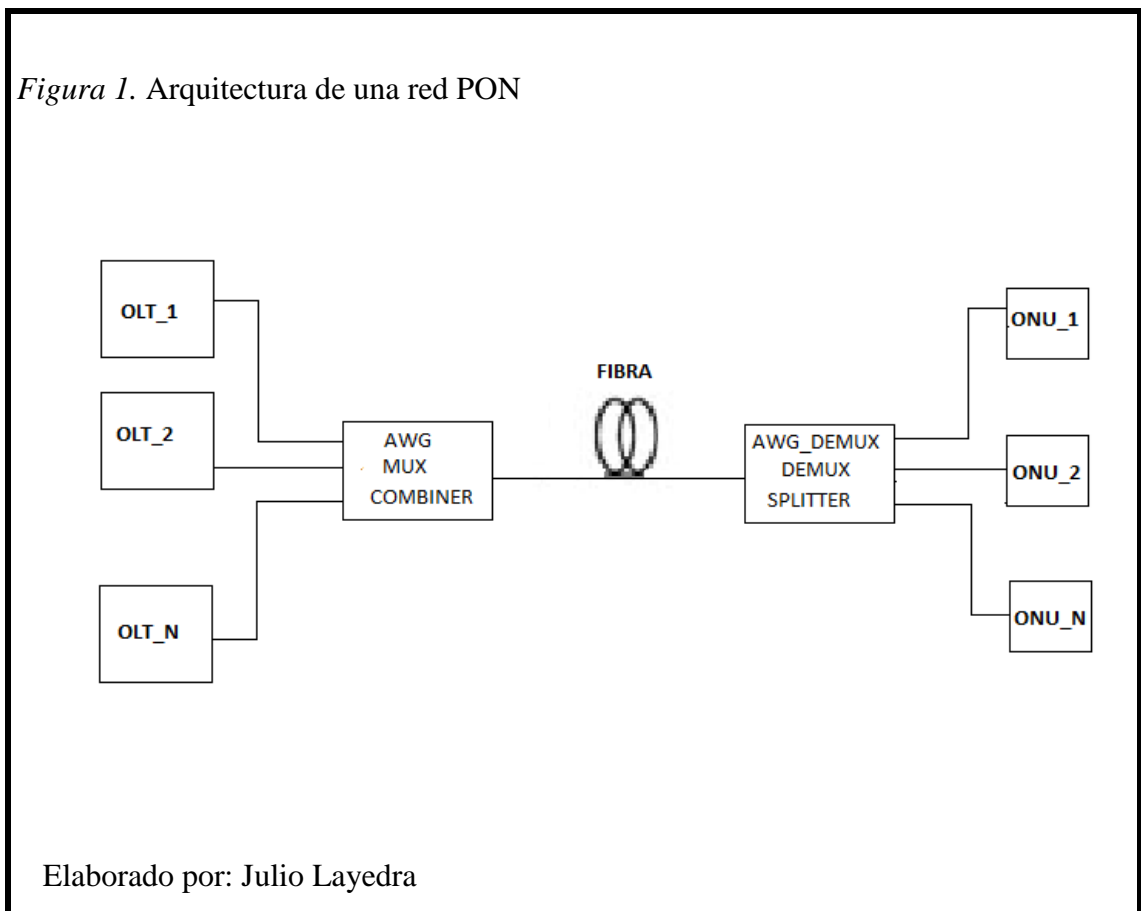 Figura 1. Arquitectura de una red PON
OLT_1
OLT_2
OLT_N
AWG
MUX
COMBINER
FIBRA
AWG_DEMUX
DEMUX
SPLITTER
ONU_1
ONU_2
ONU_N
Elaborado por: Julio Layedra